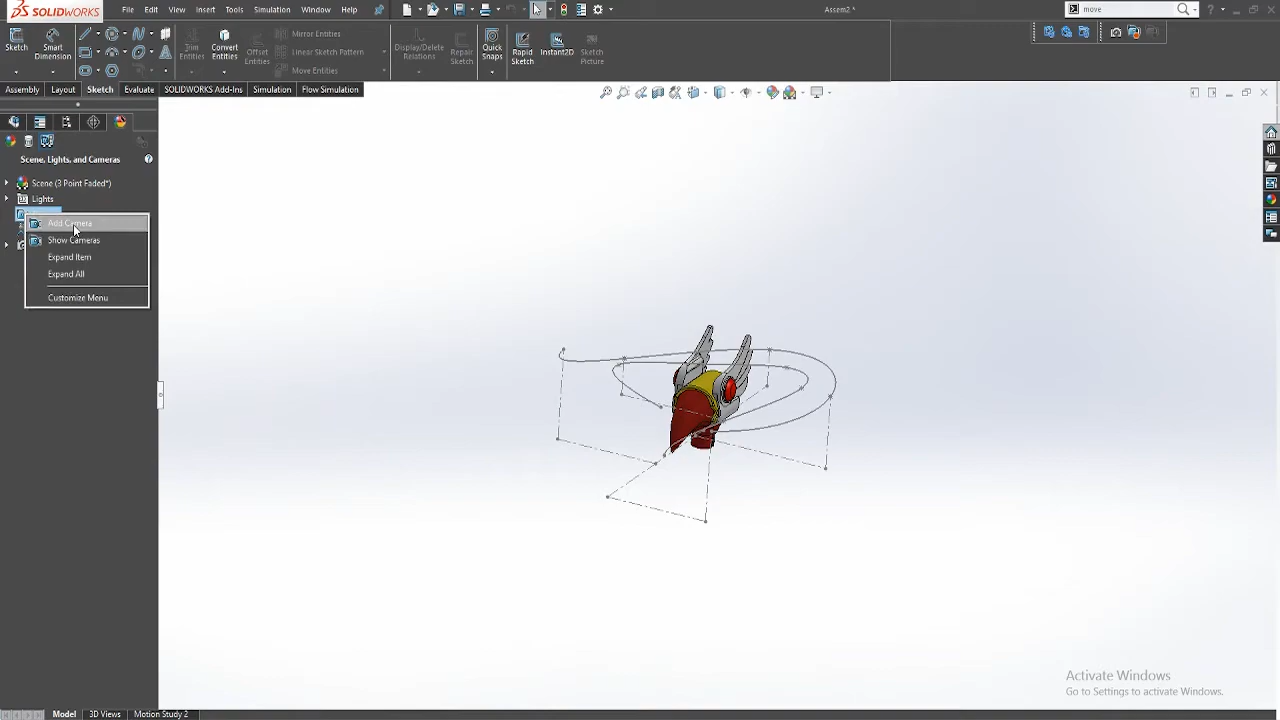 SOLIDWORKS
File Edit View Insert Tools Simulation Window Help
Assem2 *
move
Sketch
Smart Dimension
Trim Entities
Convert Entities
Offset Entities
Mirror Entities
Linear Sketch Pattern
Move Entities
Display/Delete Relations
Repair Sketch
Quick Snaps
Rapid Sketch
Instant2D
Sketch Picture
Assembly Layout Sketch Evaluate SOLIDWORKS Add-Ins Simulation Flow Simulation
Scene, Lights, and Cameras
Scene (3 Point Faded*)
Lights
Add Camera
Show Cameras
Expand Item
Expand All
Customize Menu
Activate Windows
Go to Settings to activate Windows.
Model 3D Views Motion Study 2